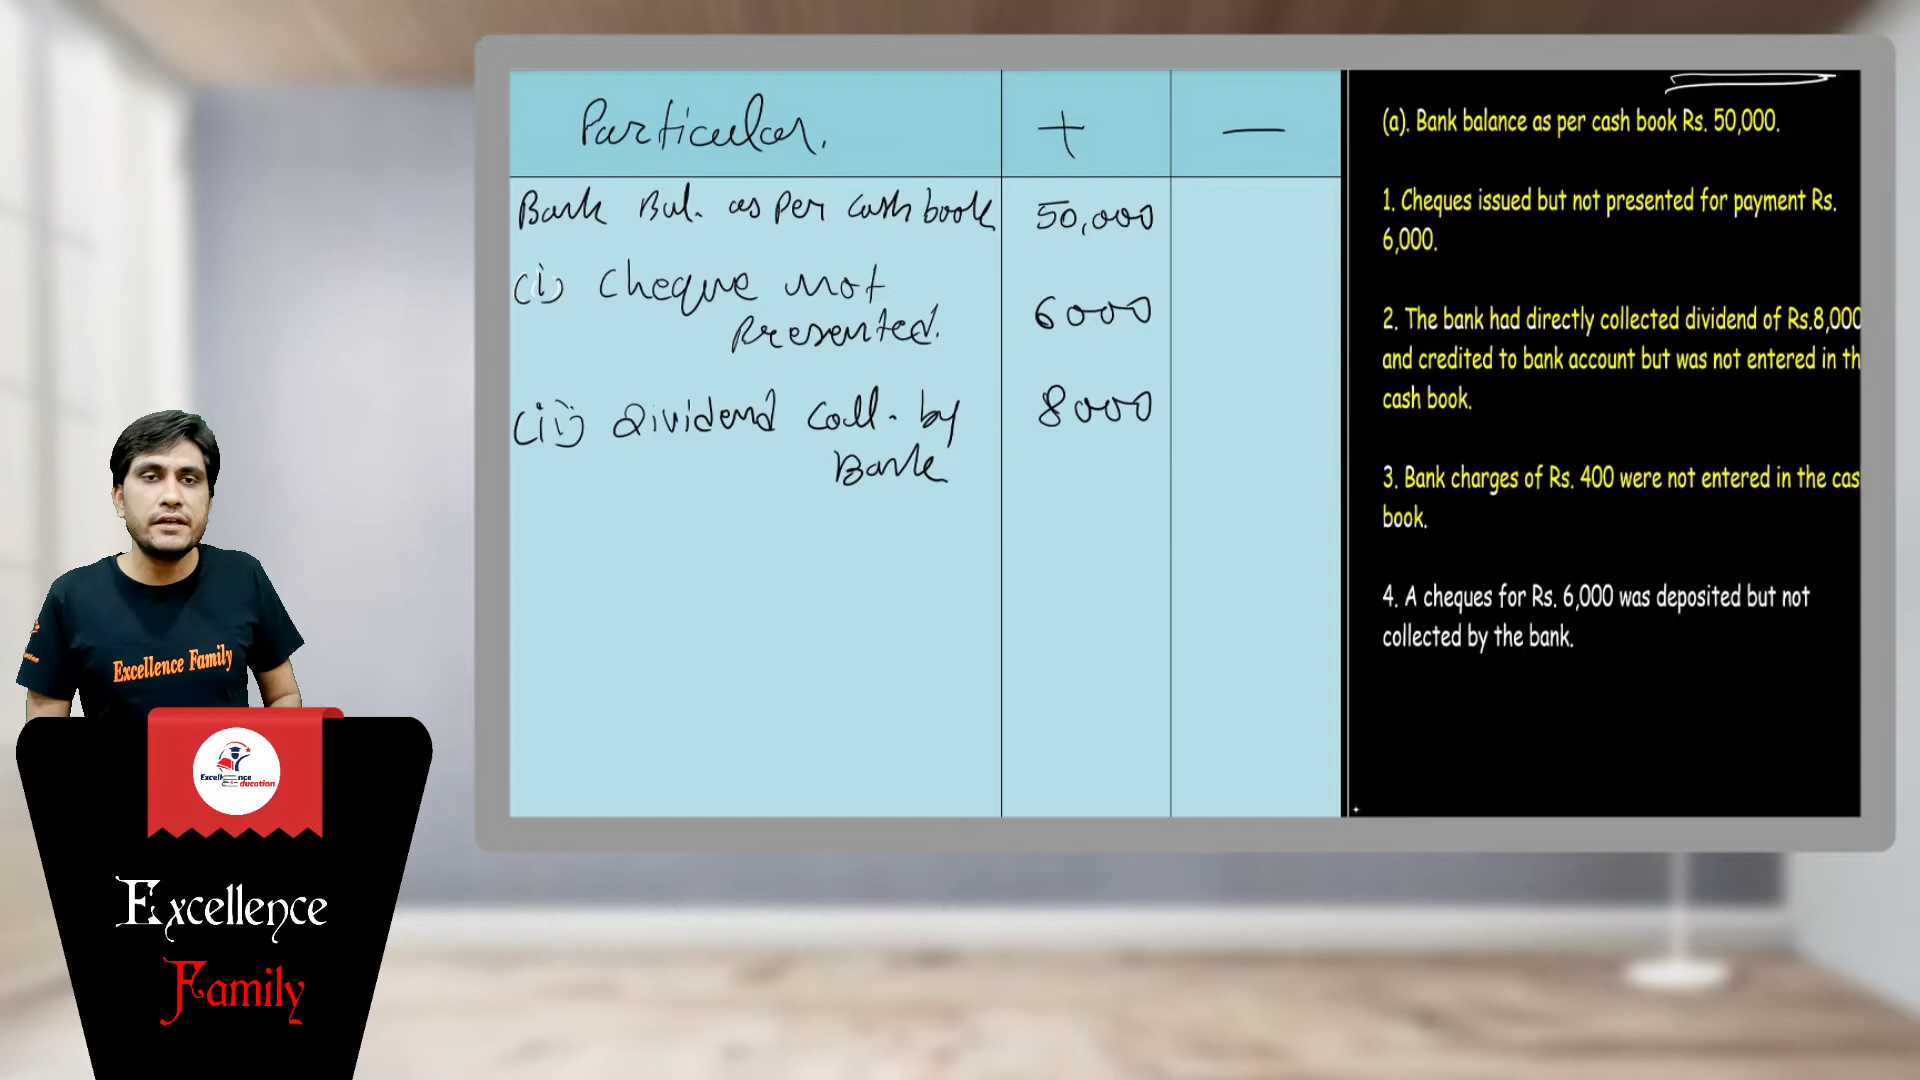 Particular. + —
Bank Bal. as per cash book 50,000
(i) Cheque not
presented. 6000
(ii) Dividend Coll. by 8000
Bank
(a). Bank balance as per cash book Rs. 50,000.
1. Cheques issued but not presented for payment Rs.
6,000.
2. The bank had directly collected dividend of Rs.8,000
and credited to bank account but was not entered in th
cash book.
3. Bank charges of Rs. 400 were not entered in the cas
book.
4. A cheques for Rs. 6,000 was deposited but not
collected by the bank.
Excellence Family
Excellence
Education
Excellence
Family